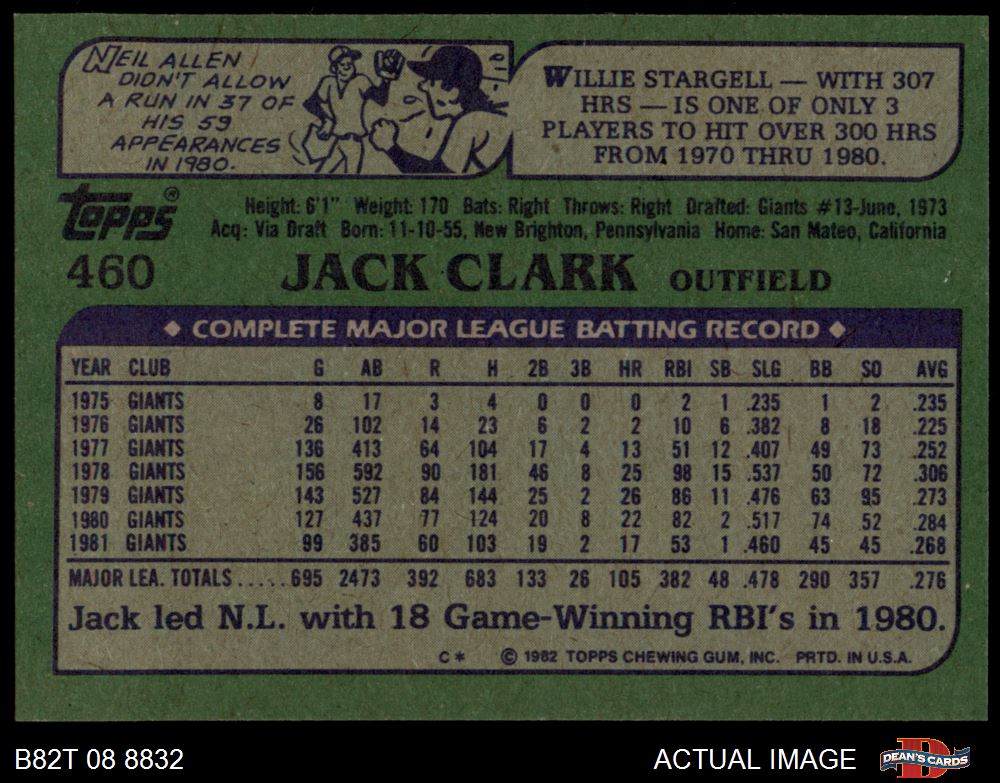 NEIL ALLEN
DIDN'T ALLOW
A RUN IN 37 OF
HIS 59
APPEARANCES
IN 1980.
WILLIE STARGELL — WITH 307
HRS — IS ONE OF ONLY 3
PLAYERS TO HIT OVER 300 HRS
FROM 1970 THRU 1980.
TOPPS®
Height: 6'1" Weight: 170 Bats: Right Throws: Right Drafted: Giants #13-June, 1973
Acq: Via Draft Born: 11-10-55, New Brighton, Pennsylvania Home: San Mateo, California
460 JACK CLARK OUTFIELD
◆ COMPLETE MAJOR LEAGUE BATTING RECORD ◆
YEAR CLUB G AB R H 2B 3B HR RBI SB SLG BB SO AVG
1975 GIANTS 8 17 3 4 0 0 0 2 1 .235 1 2 .235
1976 GIANTS 26 102 14 23 6 2 2 10 6 .382 8 18 .225
1977 GIANTS 136 413 64 104 17 4 13 51 12 .407 49 73 .252
1978 GIANTS 156 592 90 181 46 8 25 98 15 .537 50 72 .306
1979 GIANTS 143 527 84 144 25 2 26 86 11 .476 63 95 .273
1980 GIANTS 127 437 77 124 20 8 22 82 2 .517 74 52 .284
1981 GIANTS 99 385 60 103 19 2 17 53 1 .460 45 45 .268
MAJOR LEA. TOTALS.....695 2473 392 683 133 26 105 382 48 .478 290 357 .276
Jack led N.L. with 18 Game-Winning RBI's in 1980.
C* © 1982 TOPPS CHEWING GUM, INC. PRTD. IN U.S.A.
B82T 08 8832 ACTUAL IMAGE DEAN'S CARDS